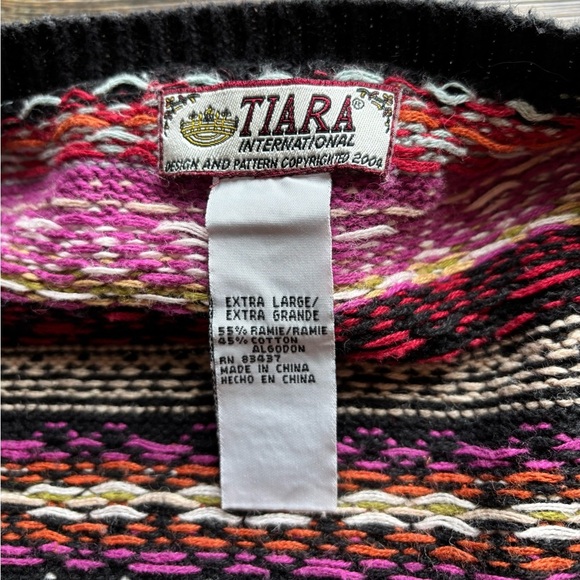 TIARA®
INTERNATIONAL
DESIGN AND PATTERN COPYRIGHTED 2004
EXTRA LARGE/
EXTRA GRANDE
55% RAMIE/RAMIE
45% COTTON
ALGODON
RN 83437
MADE IN CHINA
HECHO EN CHINA